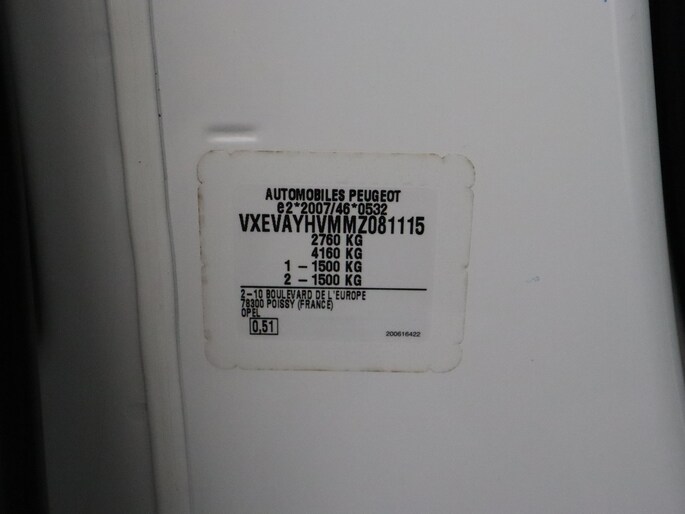 AUTOMOBILES PEUGEOT
e2*2007/46*0532
VXEVAYHVMMZ081115
2760 KG
4160 KG
1 - 1500 KG
2 - 1500 KG
2-10 BOULEVARD DE L'EUROPE
78300 POISSY (FRANCE)
OPEL
0,51
200616422